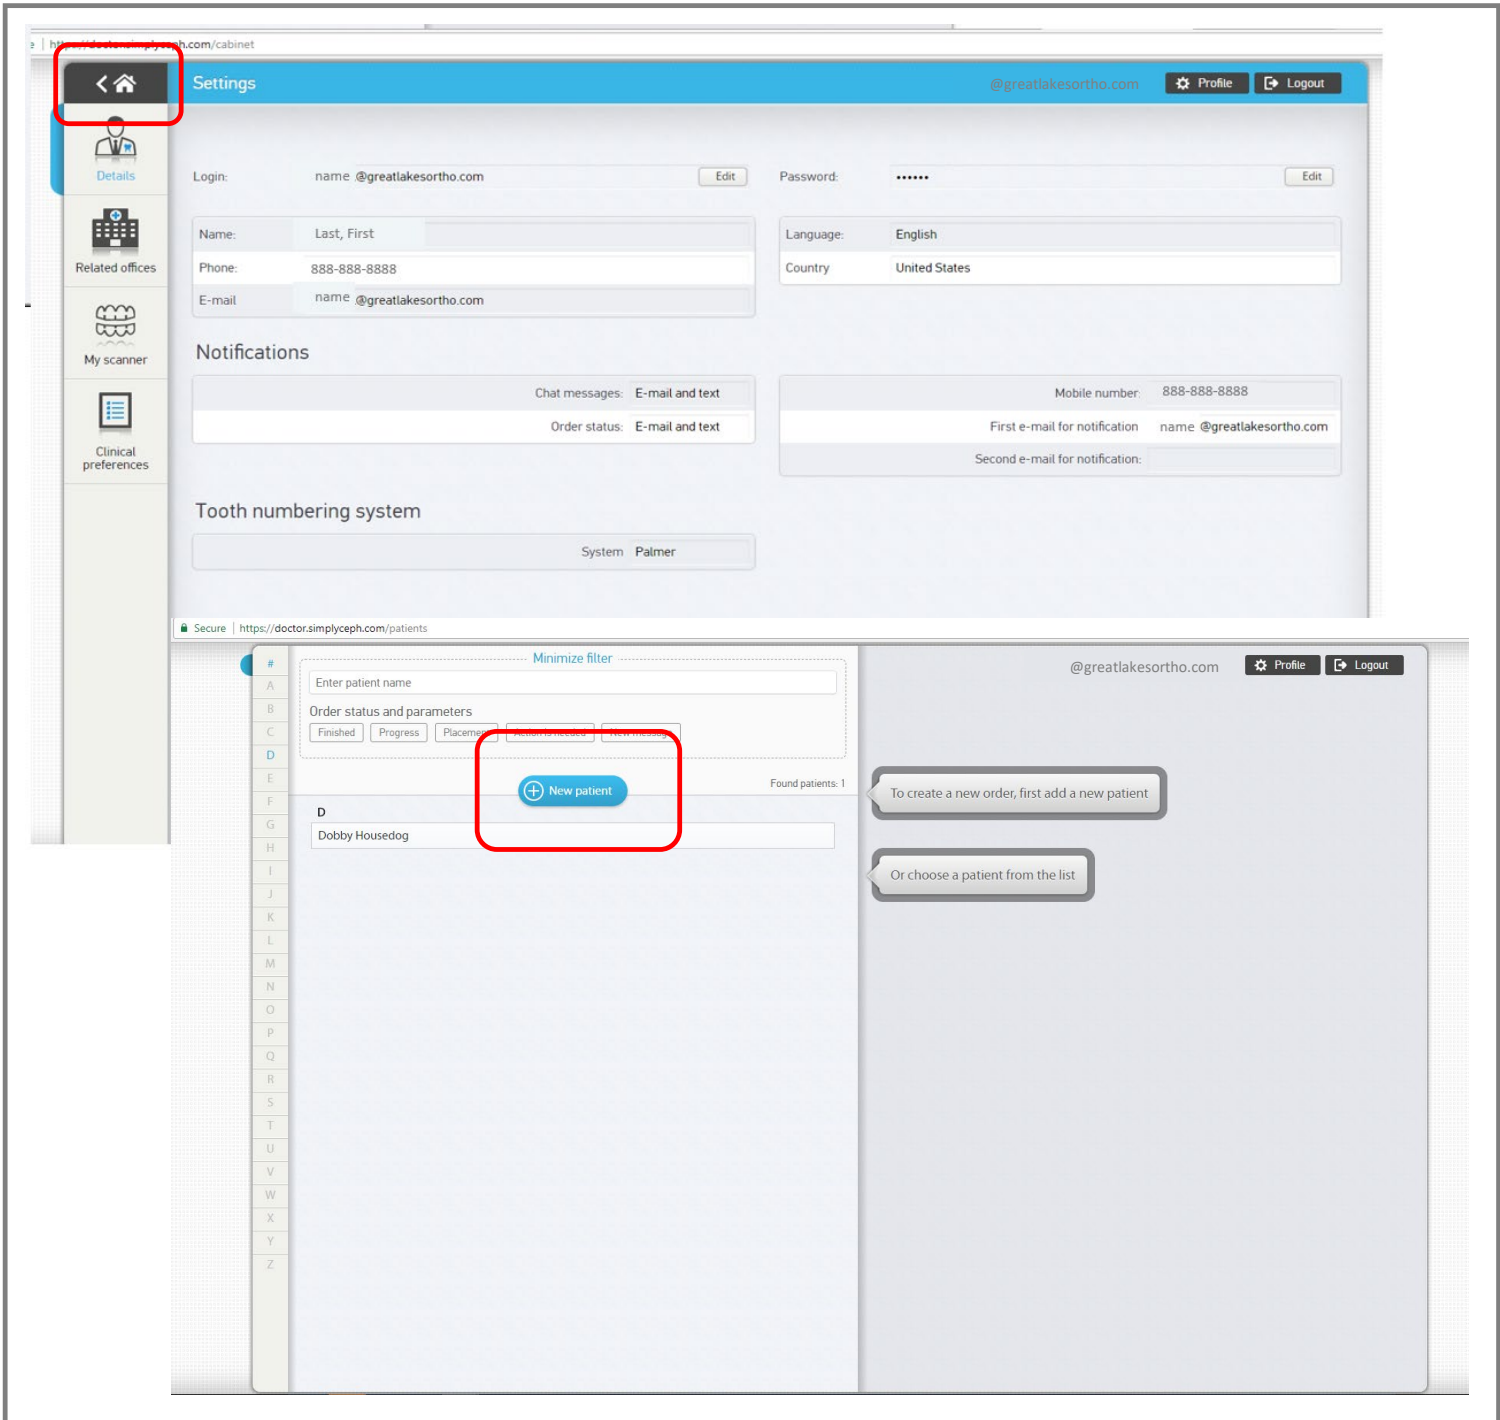 https://doctor.simplyceph.com/cabinet
Settings
@greatlakesortho.com
Profile
Logout
Details
Login: name @greatlakesortho.com Edit
Password: •••••• Edit
Related offices
Name: Last, First
Phone: 888-888-8888
E-mail name @greatlakesortho.com
Language: English
Country United States
My scanner
Notifications
Chat messages: E-mail and text
Order status: E-mail and text
Mobile number: 888-888-8888
First e-mail for notification name @greatlakesortho.com
Second e-mail for notification:
Clinical
preferences
Tooth numbering system
System Palmer
Secure https://doctor.simplyceph.com/patients
#
A
B
C
D
E
F
G
H
I
J
K
L
M
N
O
P
Q
R
S
T
U
V
W
X
Y
Z
Minimize filter
Enter patient name
Order status and parameters
Finished Progress Placement Action is needed New message
New patient
Found patients: 1
D
Dobby Housedog
@greatlakesortho.com
Profile
Logout
To create a new order, first add a new patient
Or choose a patient from the list